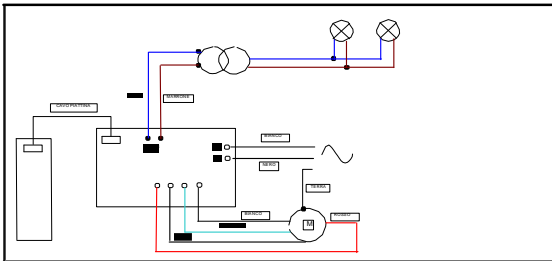 MARRONE
CAVO PIATTINA
BIANCO
NERO
TERRA
BIANCO
ROSSO
M